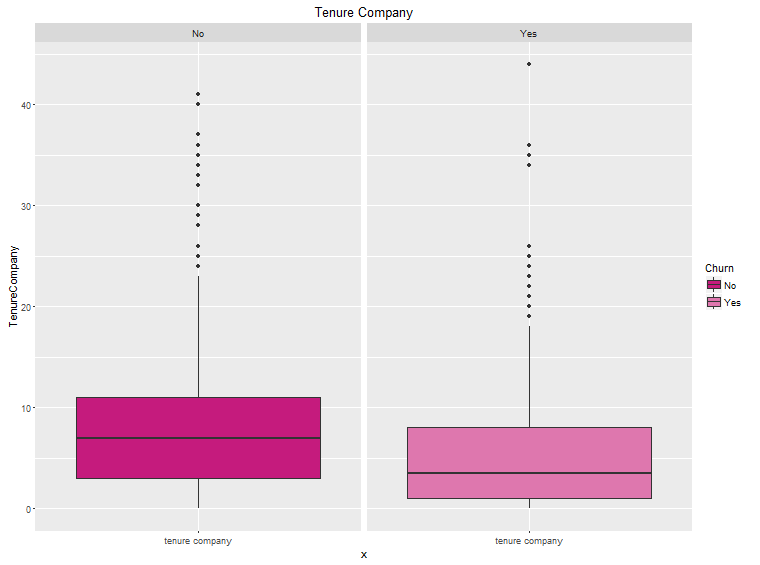 Tenure Company
No
Yes
TenureCompany
40
30
20
10
0
tenure company
tenure company
x
Churn
No
Yes